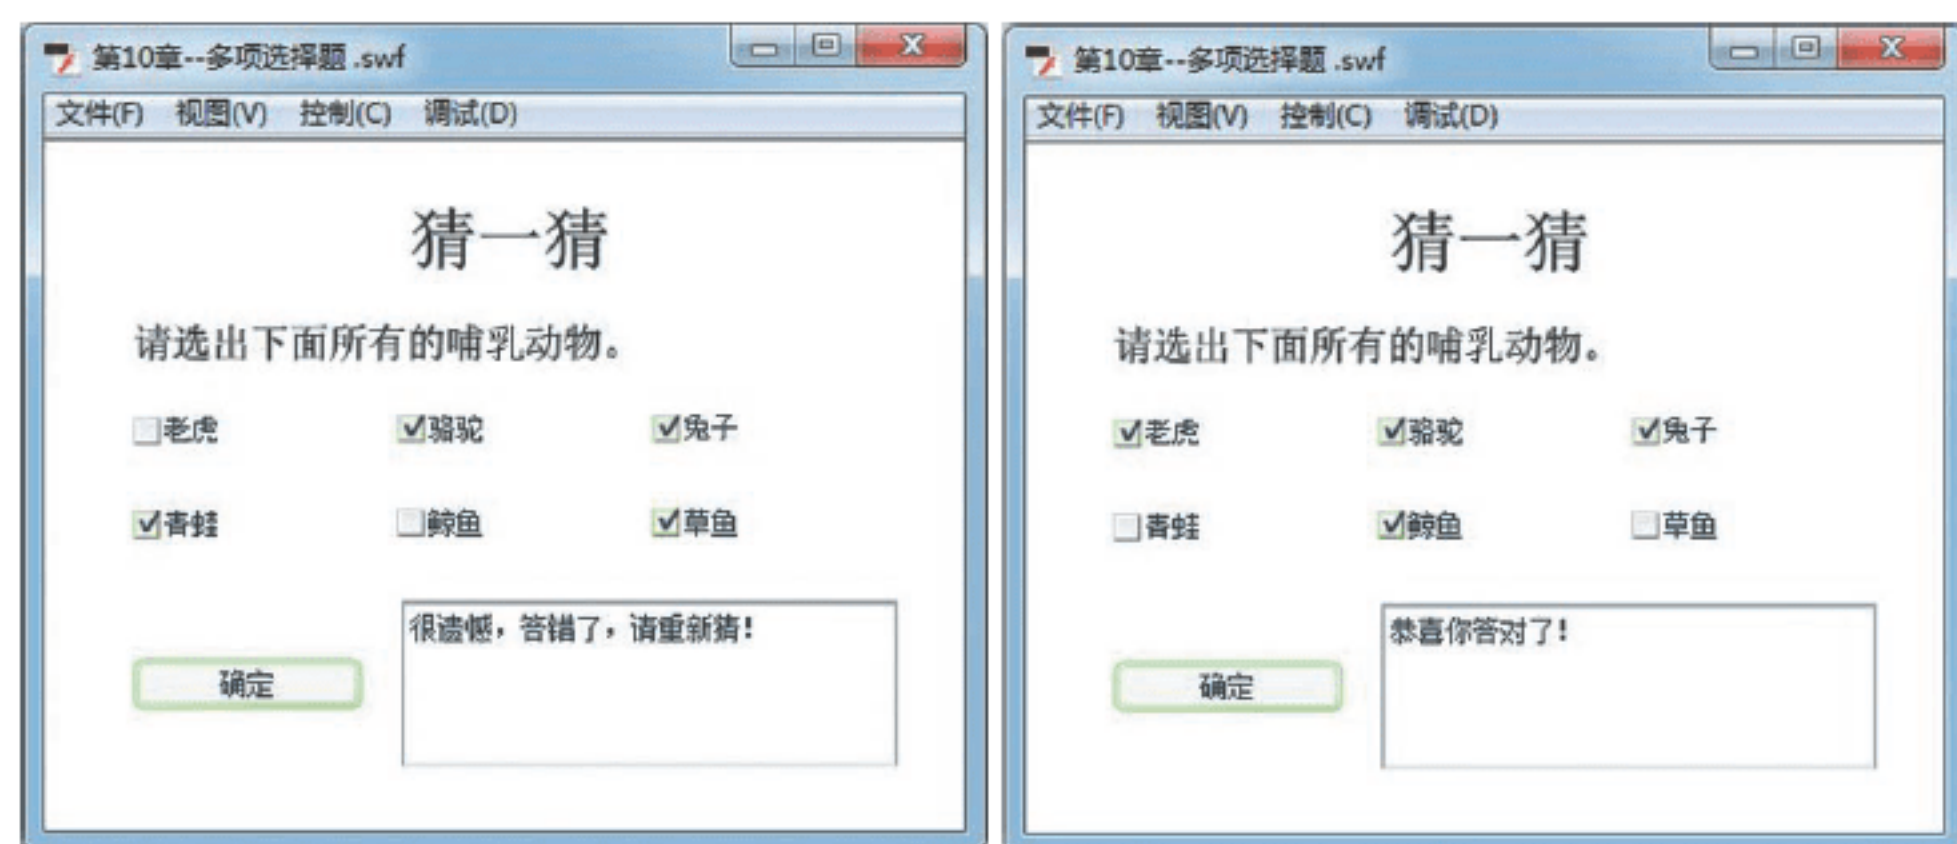 第10章--多项选择题 .swf
文件(F) 视图(V) 控制(C) 调试(D)
猜一猜
请选出下面所有的哺乳动物。
老虎 骆驼 兔子
青蛙 鲸鱼 草鱼
很遗憾，答错了，请重新猜！
确定
第10章--多项选择题 .swf
文件(F) 视图(V) 控制(C) 调试(D)
猜一猜
请选出下面所有的哺乳动物。
老虎 骆驼 兔子
青蛙 鲸鱼 草鱼
恭喜你答对了！
确定